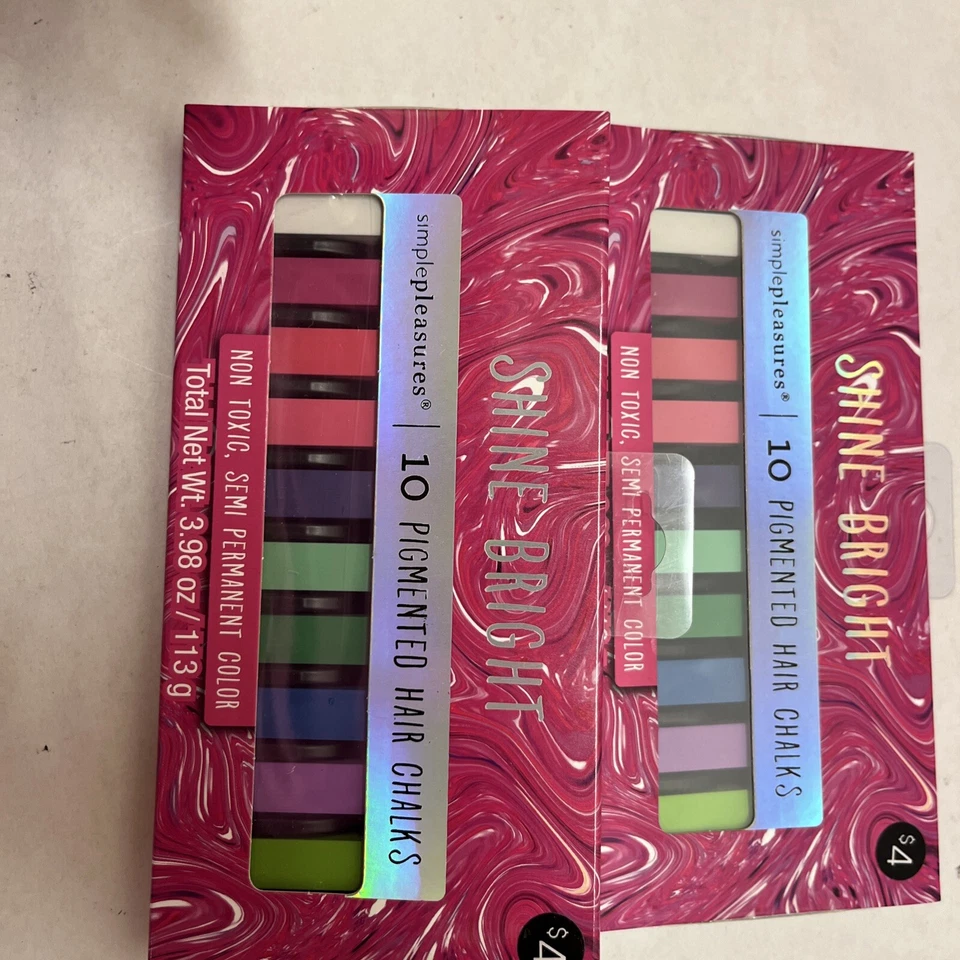 SHINE BRIGHT
simplepleasures® | 10 PIGMENTED HAIR CHALKS
NON TOXIC, SEMI PERMANENT COLOR
Total Net Wt. 3.98 oz / 113 g
$4
SHINE BRIGHT
simplepleasures® | 10 PIGMENTED HAIR CHALKS
NON TOXIC, SEMI PERMANENT COLOR
$4